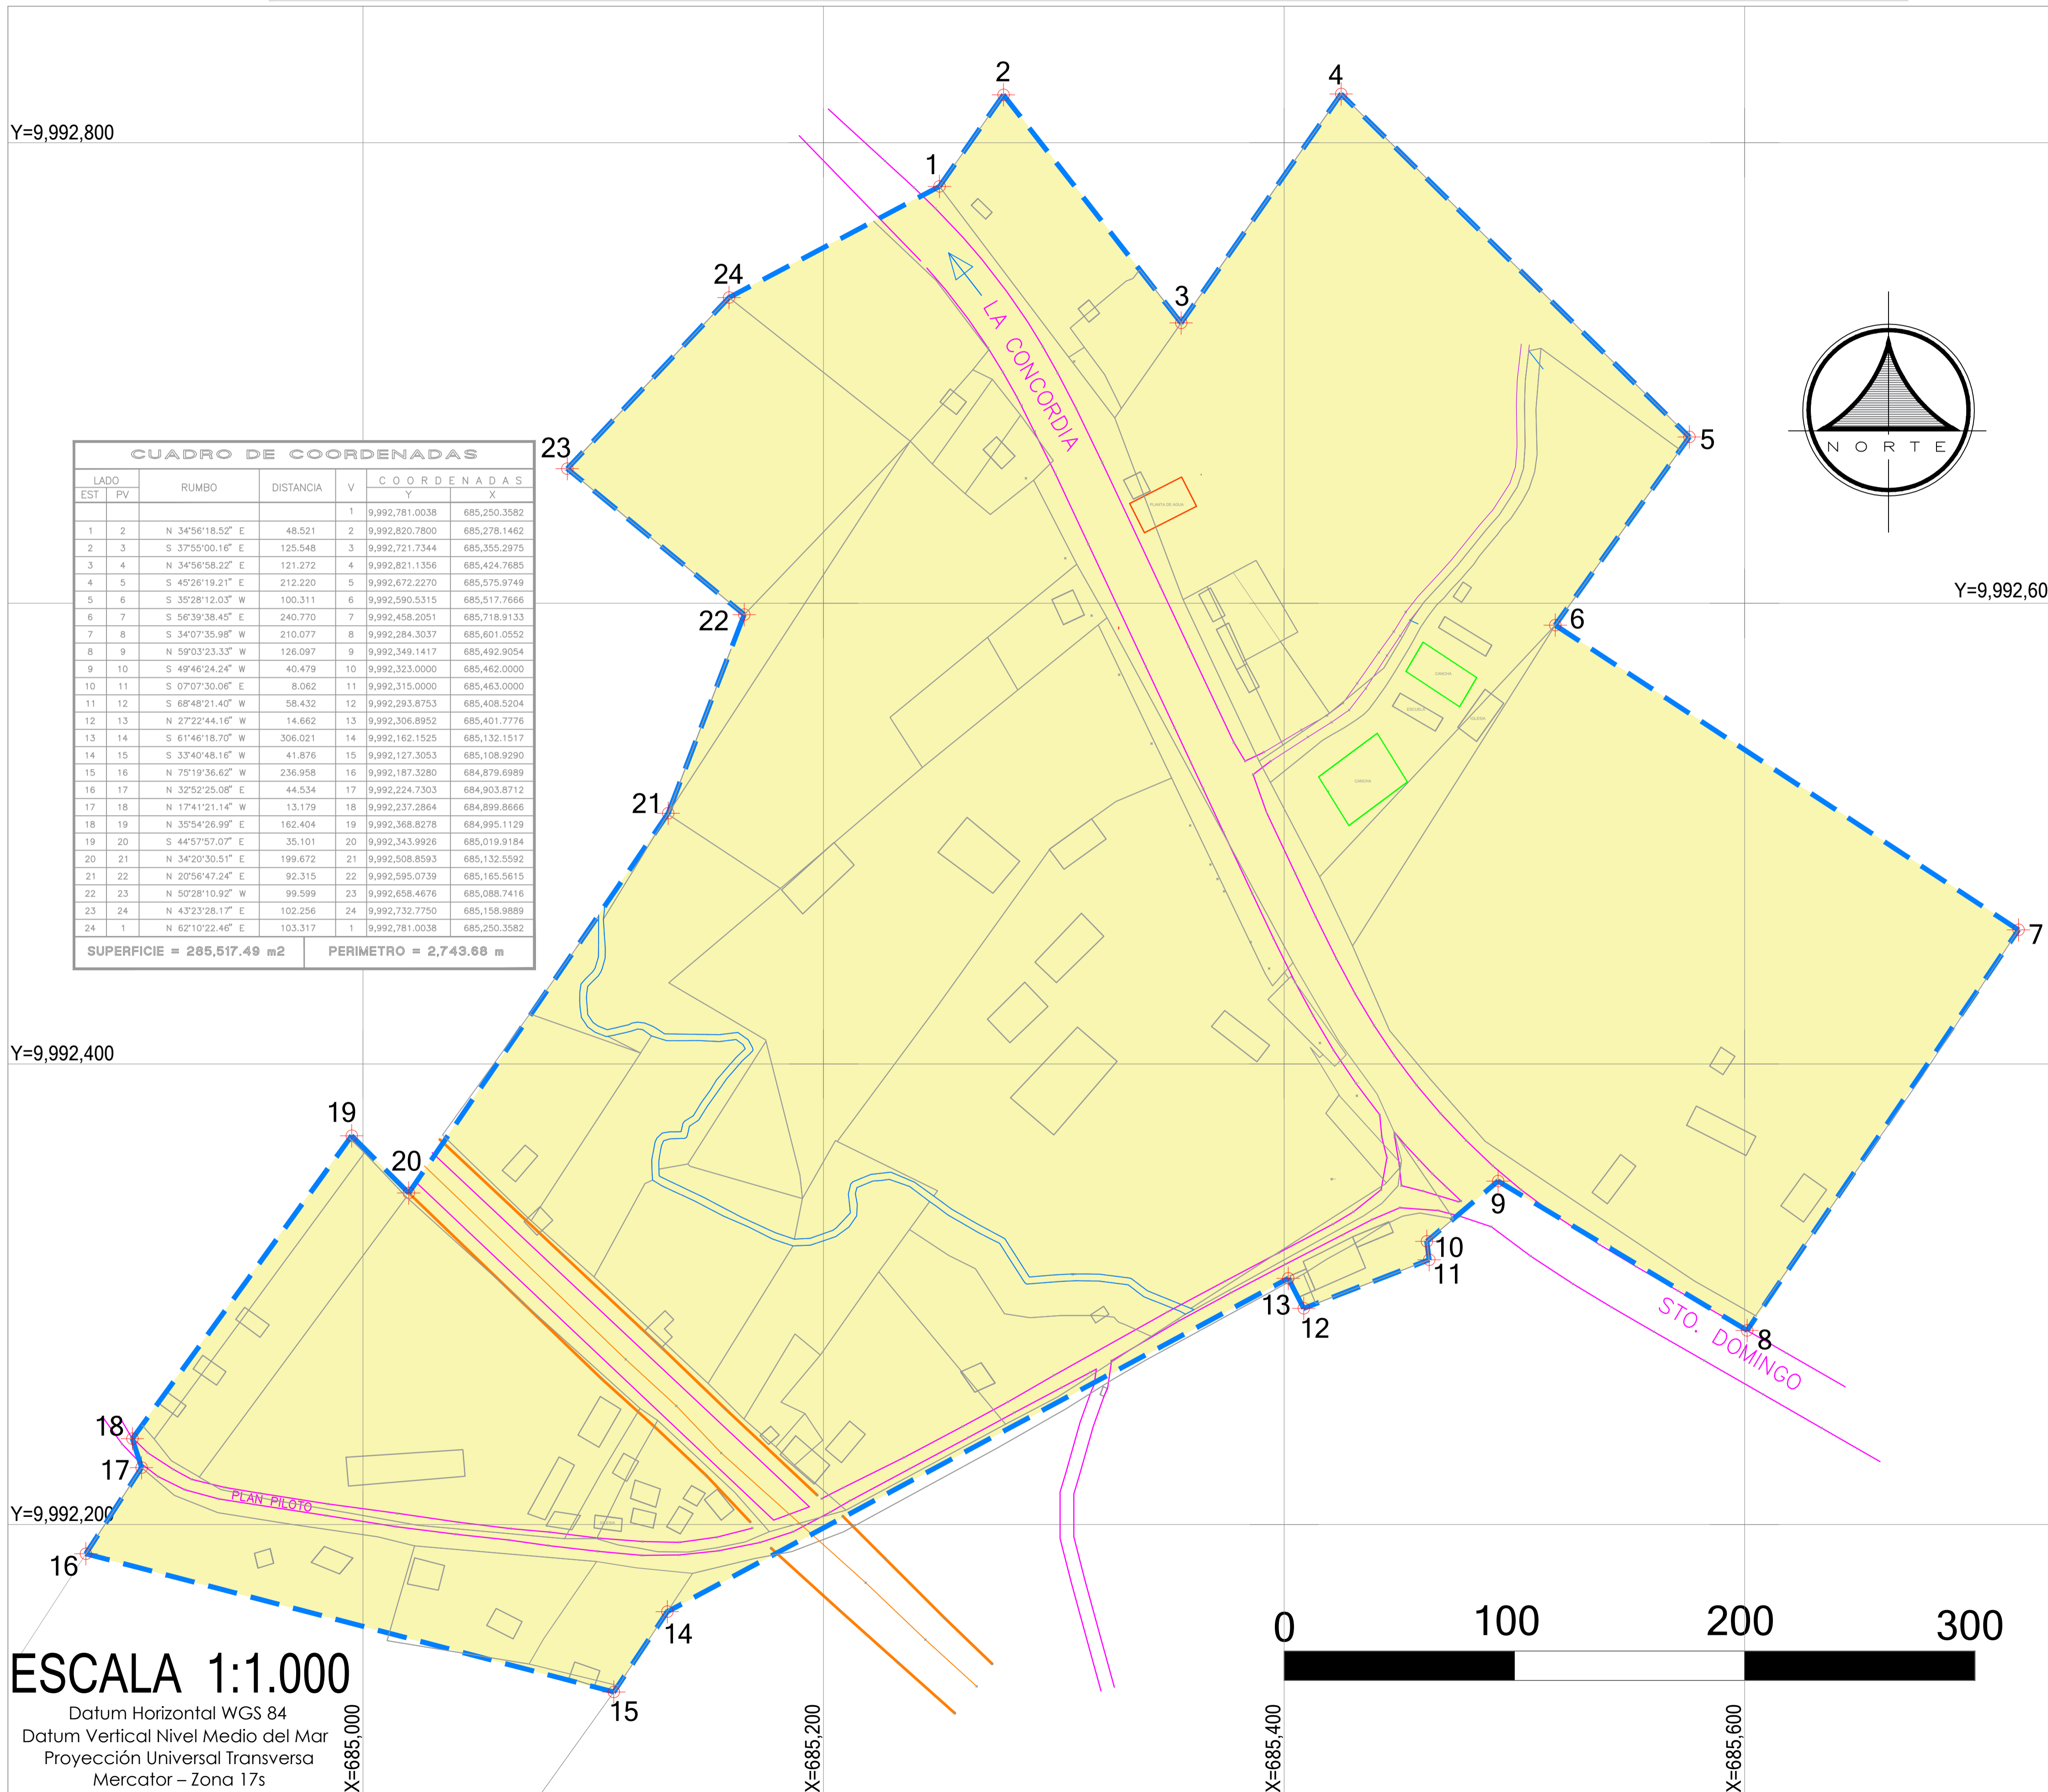 Y=9,992,800
Y=9,992,60
Y=9,992,400
Y=9,992,200
X=685,000
X=685,200
X=685,400
X=685,600
1
2
3
4
5
6
7
8
9
10
11
12
13
14
15
16
17
18
19
20
21
22
23
24
LA CONCORDIA
STO. DOMINGO
PLAN PILOTO
PLANTA DE AGUA
CANCHA
ESCUELA
IGLESIA
CANCHA
NORTE
CUADRO DE COORDENADAS
LADO RUMBO DISTANCIA V COORDENADAS
EST PV Y X
1 9,992,781.0038 685,250.3582
1 2 N 34°56'18.52" E 48.521 2 9,992,820.7800 685,278.1462
2 3 S 37°55'00.16" E 125.548 3 9,992,721.7344 685,355.2975
3 4 N 34°56'58.22" E 121.272 4 9,992,821.1356 685,424.7685
4 5 S 45°26'19.21" E 212.220 5 9,992,672.2270 685,575.9749
5 6 S 35°28'12.03" W 100.311 6 9,992,590.5315 685,517.7666
6 7 S 56°39'38.45" E 240.770 7 9,992,458.2051 685,718.9133
7 8 S 34°07'35.98" W 210.077 8 9,992,284.3037 685,601.0552
8 9 N 59°03'23.33" W 126.097 9 9,992,349.1417 685,492.9054
9 10 S 49°46'24.24" W 40.479 10 9,992,323.0000 685,462.0000
10 11 S 07°07'30.06" E 8.062 11 9,992,315.0000 685,463.0000
11 12 S 68°48'21.40" W 58.432 12 9,992,293.8753 685,408.5204
12 13 N 27°22'44.16" W 14.662 13 9,992,306.8952 685,401.7776
13 14 S 61°46'18.70" W 306.021 14 9,992,162.1525 685,132.1517
14 15 S 33°40'48.16" W 41.876 15 9,992,127.3053 685,108.9290
15 16 N 75°19'36.62" W 236.958 16 9,992,187.3280 684,879.6989
16 17 N 32°52'25.08" E 44.534 17 9,992,224.7303 684,903.8712
17 18 N 17°41'21.14" W 13.179 18 9,992,237.2864 684,899.8666
18 19 N 35°54'26.99" E 162.404 19 9,992,368.8278 684,995.1129
19 20 S 44°57'57.07" E 35.101 20 9,992,343.9926 685,019.9184
20 21 N 34°20'30.51" E 199.672 21 9,992,508.8593 685,132.5592
21 22 N 20°56'47.24" E 92.315 22 9,992,595.0739 685,165.5615
22 23 N 50°28'10.92" W 99.599 23 9,992,658.4676 685,088.7416
23 24 N 43°23'28.17" E 102.256 24 9,992,732.7750 685,158.9889
24 1 N 62°10'22.46" E 103.317 1 9,992,781.0038 685,250.3582
SUPERFICIE = 285,517.49 m2 PERIMETRO = 2,743.68 m
0 100 200 300
ESCALA 1:1.000
Datum Horizontal WGS 84
Datum Vertical Nivel Medio del Mar
Proyección Universal Transversa
Mercator – Zona 17s